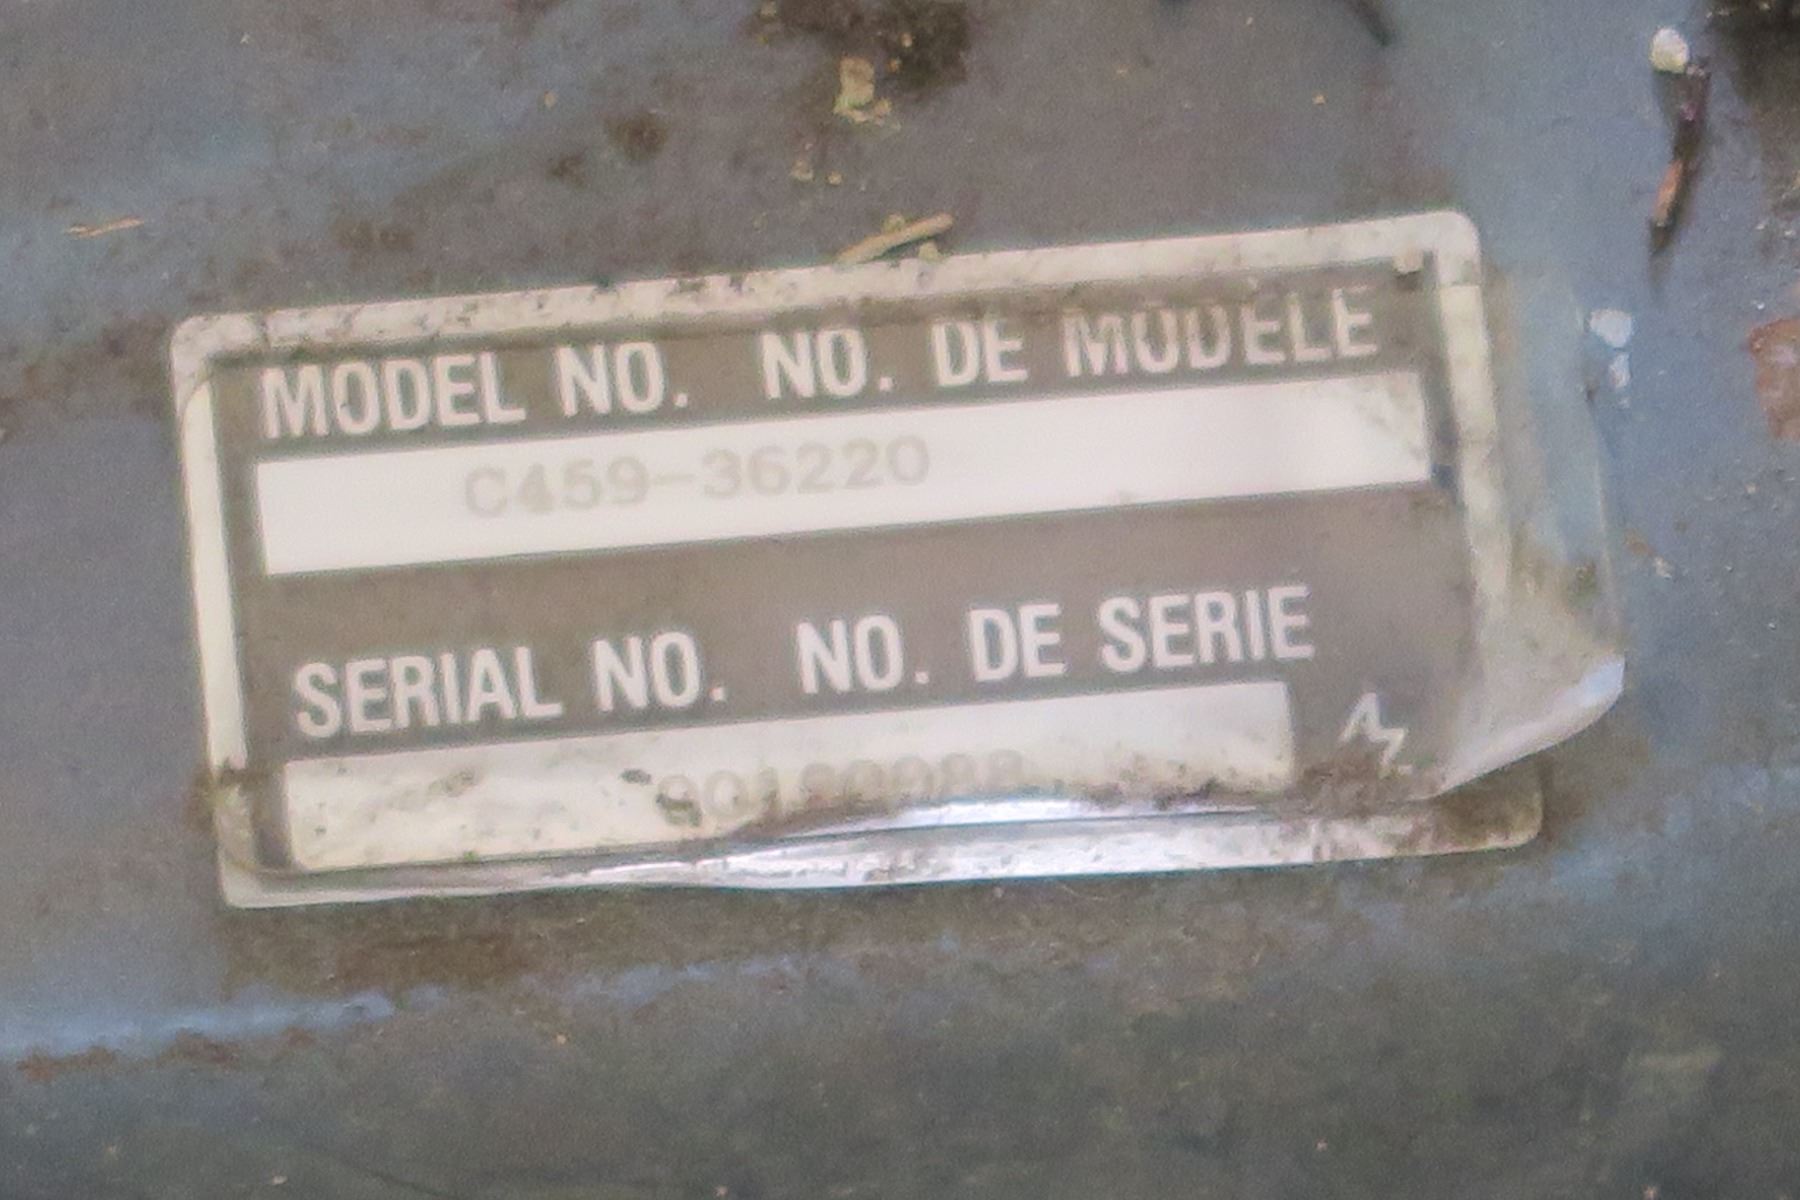 MODEL NO. NO. DE MODELE
C459-36220
SERIAL NO. NO. DE SERIE